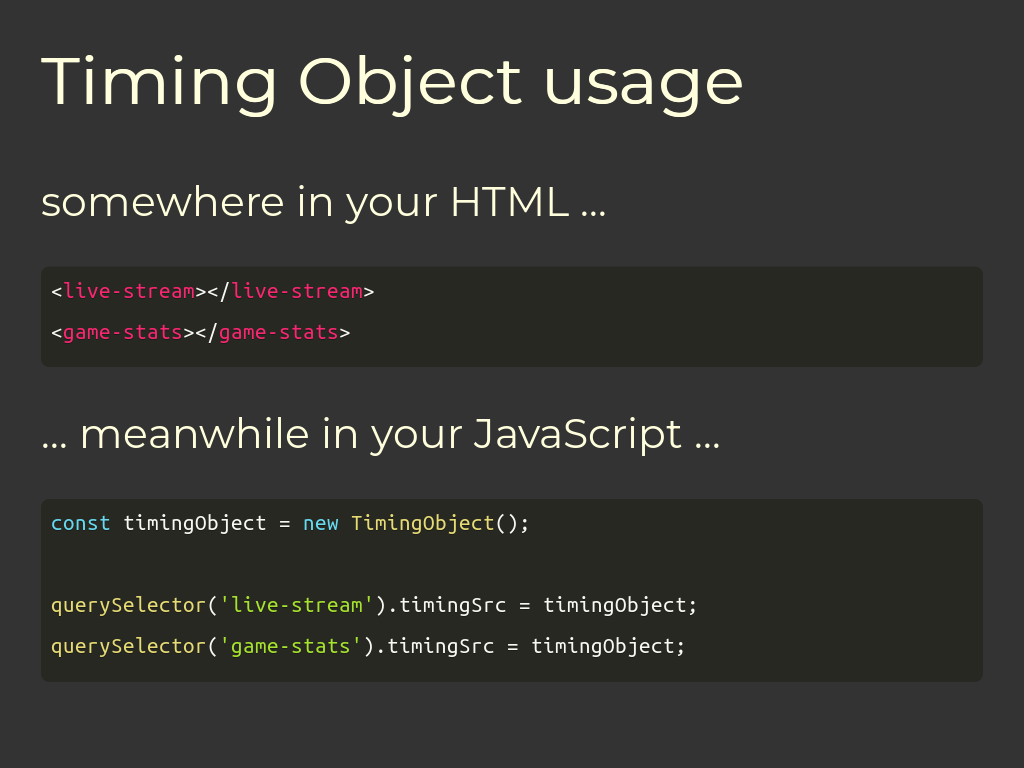 Timing Object usage
somewhere in your HTML ...
<live-stream></live-stream>
<game-stats></game-stats>
... meanwhile in your JavaScript ...
const timingObject = new TimingObject();
querySelector('live-stream').timingSrc = timingObject;
querySelector('game-stats').timingSrc = timingObject;